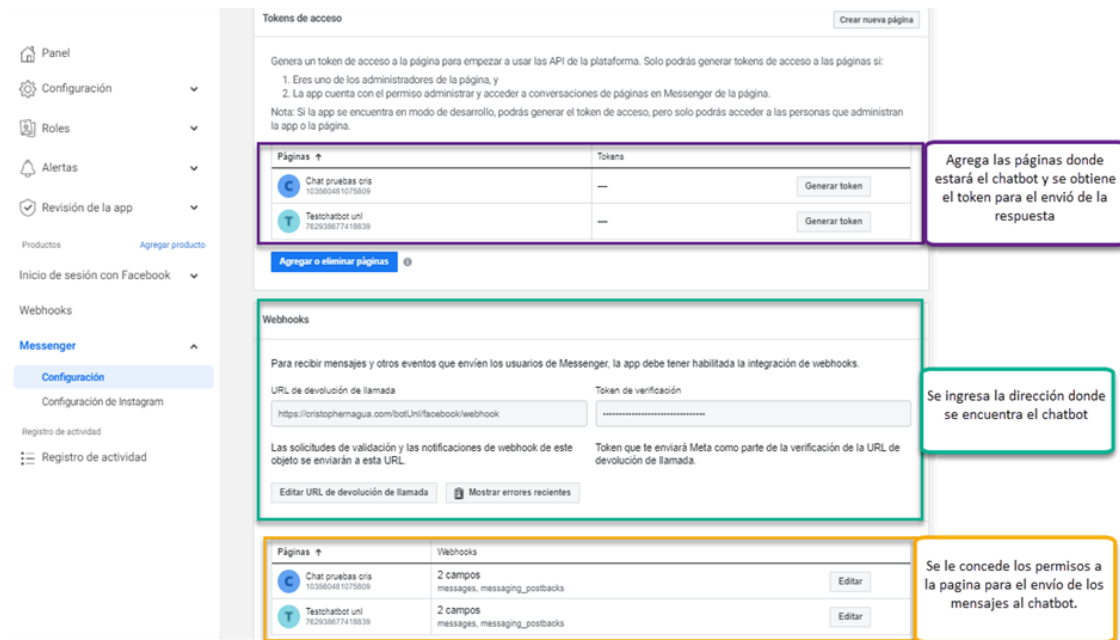 Tokens de acceso
Crear nueva página
Panel
Configuración
Roles
Alertas
Revisión de la app
Productos Agregar producto
Inicio de sesión con Facebook
Webhooks
Messenger
Configuración
Configuración de Instagram
Registro de actividad
Registro de actividad
Genera un token de acceso a la página para empezar a usar las API de la plataforma. Solo podrás generar tokens de acceso a las páginas si:
1. Eres uno de los administradores de la página, y
2. La app cuenta con el permiso administrar y acceder a conversaciones de páginas en Messenger de la página.
Nota: Si la app se encuentra en modo de desarrollo, podrás generar el token de acceso, pero solo podrás acceder a las personas que administran
la app o la página.
Páginas ↑ Tokens
C Chat pruebas cris — Generar token
103560481075809
T Testchatbot unl — Generar token
762938677418839
Agregar o eliminar páginas
Agrega las páginas donde
estará el chatbot y se obtiene
el token para el envió de la
respuesta
Webhooks
Para recibir mensajes y otros eventos que envíen los usuarios de Messenger, la app debe tener habilitada la integración de webhooks.
URL de devolución de llamada Token de verificación
https://cristophernagua.com/botUnl/facebook/webhook
Las solicitudes de validación y las notificaciones de webhook de este
objeto se enviarán a esta URL.
Token que te enviará Meta como parte de la verificación de la URL de
devolución de llamada.
Editar URL de devolución de llamada Mostrar errores recientes
Se ingresa la dirección donde
se encuentra el chatbot
Páginas ↑ Webhooks
C Chat pruebas cris 2 campos Editar
103560481075809 messages, messaging_postbacks
T Testchatbot unl 2 campos Editar
762938677418839 messages, messaging_postbacks
Se le concede los permisos a
la pagina para el envío de los
mensajes al chatbot.